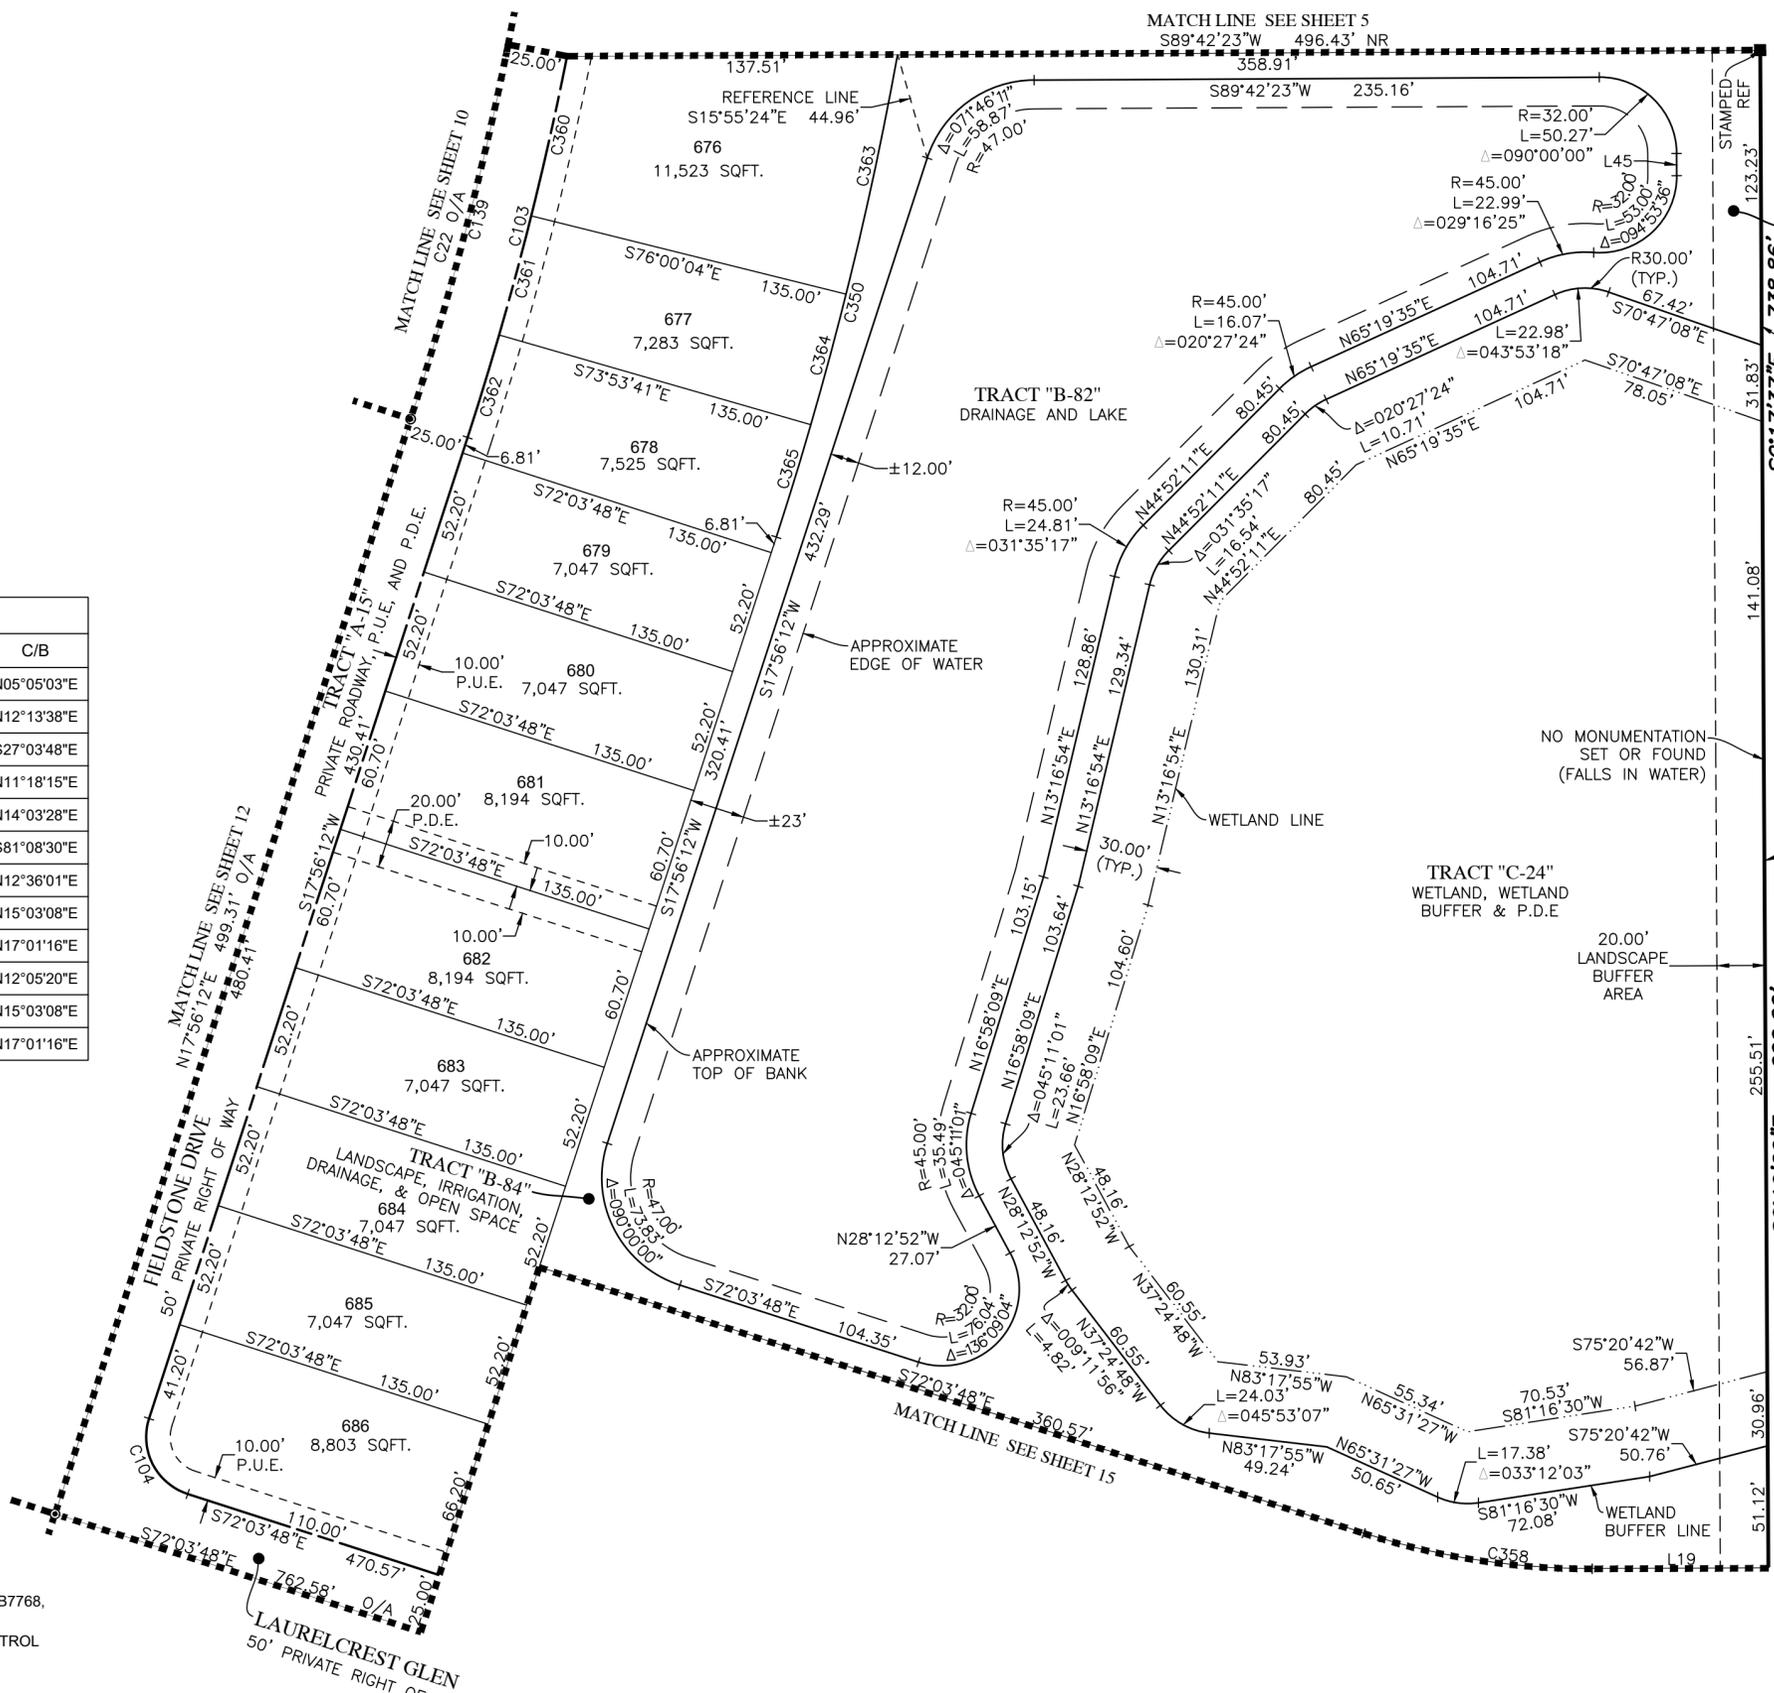 MATCH LINE SEE SHEET 5
S89°42'23"W 496.43' NR
25.00'
137.51'
358.91'
S89°42'23"W 235.16'
REFERENCE LINE
S15°55'24"E 44.96'
Δ=071°46'11"
L=58.87'
R=47.00'
R=32.00'
L=50.27'
Δ=090°00'00"
L45
STAMPED
REF
123.23'
C360
C363
676
11,523 SQFT.
MATCH LINE SEE SHEET 10
C22 O/A
C139
C103
R=45.00'
L=22.99'
Δ=029°16'25"
R=32.00'
L=53.00'
Δ=094°53'36"
R30.00'
(TYP.)
67.42'
S70°47'08"E
S76°00'04"E
135.00'
C361
C350
677
7,283 SQFT.
C364
R=45.00'
L=16.07'
Δ=020°27'24"
104.71'
N65°19'35"E
104.71'
N65°19'35"E
L=22.98'
Δ=043°53'18"
S70°47'08"E
78.05'
31.83'
S73°53'41"E
135.00'
C362
TRACT "B-82"
DRAINAGE AND LAKE
80.45'
80.45'
Δ=020°27'24"
L=10.71'
104.71'
N65°19'35"E
25.00'
6.81'
678
7,525 SQFT.
C365
±12.00'
S72°03'48"E
135.00'
6.81'
52.20'
432.29'
R=45.00'
L=24.81'
Δ=031°35'17"
N44°52'11"E
N44°52'11"E
Δ=031°35'17"
L=16.54'
80.45'
N44°52'11"E
141.08'
679
7,047 SQFT.
S72°03'48"E
135.00'
52.20'
52.20'
C/B
N05°05'03"E
N12°13'38"E
S27°03'48"E
N11°18'15"E
N14°03'28"E
S81°08'30"E
N12°36'01"E
N15°03'08"E
N17°01'16"E
N12°05'20"E
N15°03'08"E
N17°01'16"E
TRACT "A-15"
PRIVATE ROADWAY, P.U.E, AND P.D.E.
430.41'
10.00'
P.U.E.
680
7,047 SQFT.
APPROXIMATE
EDGE OF WATER
S17°56'12"W
S72°03'48"E
135.00'
52.20'
320.41'
60.70'
128.86'
129.34'
130.31'
N13°16'54"E
N13°16'54"E
N13°16'54"E
WETLAND LINE
NO MONUMENTATION
SET OR FOUND
(FALLS IN WATER)
681
8,194 SQFT.
20.00'
P.D.E.
10.00'
±23'
S72°03'48"E
135.00'
S17°56'12"W
60.70'
S17°56'12"W
60.70'
30.00'
(TYP.)
TRACT "C-24"
WETLAND, WETLAND
BUFFER & P.D.E
10.00'
682
8,194 SQFT.
60.70'
MATCH LINE SEE SHEET 12
N17°56'12"E 499.31' O/A
480.41'
S72°03'48"E
135.00'
52.20'
103.15'
103.64'
104.60'
20.00'
LANDSCAPE
BUFFER
AREA
255.51'
683
7,047 SQFT.
APPROXIMATE
TOP OF BANK
N16°58'09"E
N16°58'09"E
N16°58'09"E
Δ=045°11'01"
L=23.66'
S72°03'48"E
135.00'
52.20'
52.20'
FIELDSTONE DRIVE
50' PRIVATE RIGHT OF WAY
TRACT "B-84"
LANDSCAPE, IRRIGATION,
DRAINAGE, & OPEN SPACE
684
7,047 SQFT.
R=47.00'
L=73.83'
Δ=090°00'00"
R=45.00'
L=35.49'
Δ=045°11'01"
48.16'
N28°12'52"W
48.16'
N28°12'52"W
N28°12'52"W
27.07'
S72°03'48"E
135.00'
52.20'
52.20'
685
7,047 SQFT.
S72°03'48"E
104.35'
R=32.00'
L=76.04'
Δ=136°09'04"
Δ=009°11'56"
L=4.82'
60.55'
N37°24'48"W
60.55'
N37°24'48"W
52.20'
41.20'
S72°03'48"E
135.00'
S72°03'48"E
360.57'
MATCH LINE SEE SHEET 15
53.93'
N83°17'55"W
L=24.03'
Δ=045°53'07"
55.34'
N65°31'27"W
70.53'
S81°16'30"W
S75°20'42"W
56.87'
30.96'
686
8,803 SQFT.
N83°17'55"W
49.24'
N65°31'27"W
50.65'
L=17.38'
Δ=033°12'03"
S75°20'42"W
50.76'
S81°16'30"W
72.08'
WETLAND
BUFFER LINE
51.12'
C104
10.00'
P.U.E.
66.20'
S72°03'48"E
110.00'
470.57'
S72°03'48"E
762.58'
O/A
25.00'
C358
L19
LAURELCREST GLEN
50' PRIVATE RIGHT OF
B7768,
TROL